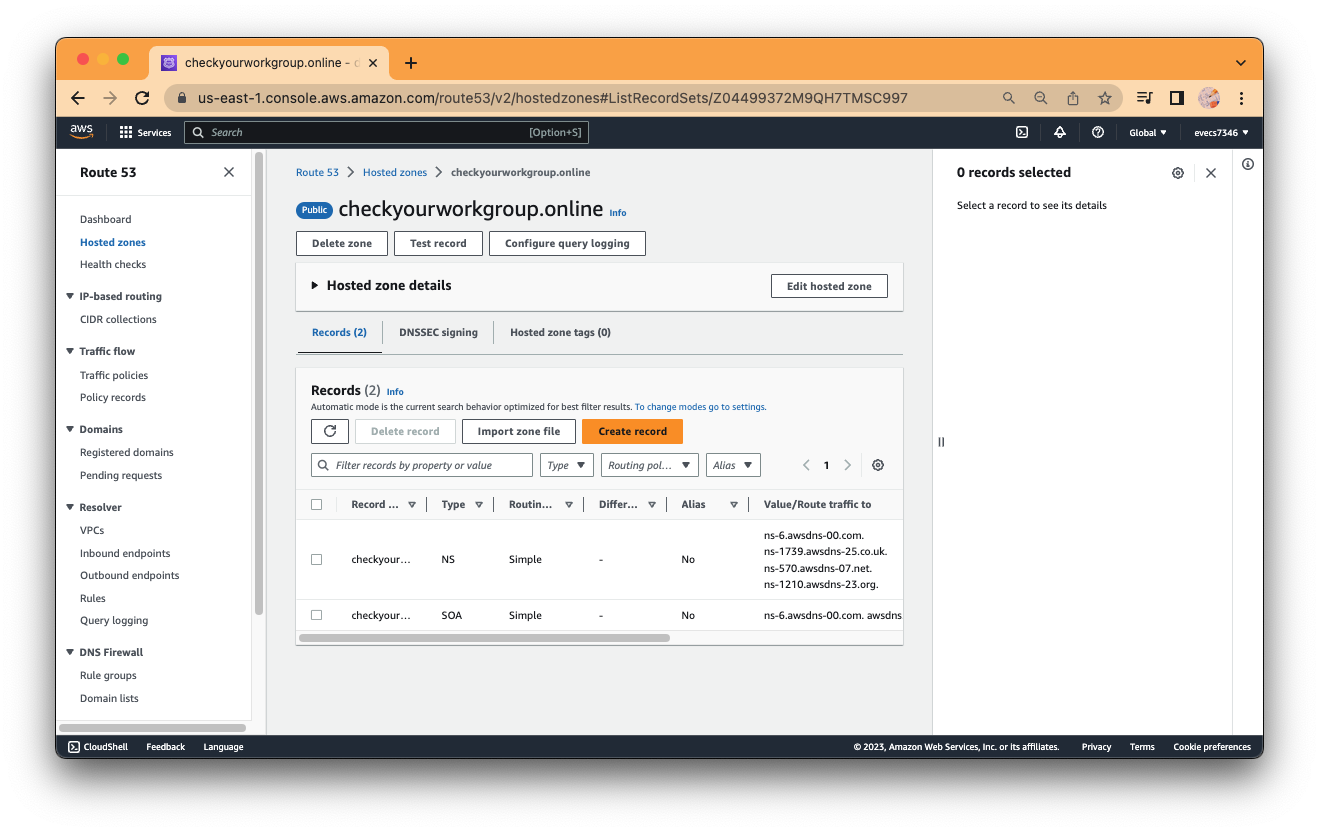 checkyourworkgroup.online -
us-east-1.console.aws.amazon.com/route53/v2/hostedzones#ListRecordSets/Z04499372M9QH7TMSC997
aws
Services
Search
[Option+S]
Global
evecs7346
Route 53
Dashboard
Hosted zones
Health checks
IP-based routing
CIDR collections
Traffic flow
Traffic policies
Policy records
Domains
Registered domains
Pending requests
Resolver
VPCs
Inbound endpoints
Outbound endpoints
Rules
Query logging
DNS Firewall
Rule groups
Domain lists
Route 53 > Hosted zones > checkyourworkgroup.online
Public checkyourworkgroup.online Info
Delete zone
Test record
Configure query logging
Hosted zone details
Edit hosted zone
Records (2)
DNSSEC signing
Hosted zone tags (0)
Records (2) Info
Automatic mode is the current search behavior optimized for best filter results. To change modes go to settings.
Delete record
Import zone file
Create record
Filter records by property or value
Type
Routing pol...
Alias
1
Record ...
Type
Routin...
Differ...
Alias
Value/Route traffic to
checkyour...
NS
Simple
-
No
ns-6.awsdns-00.com.
ns-1739.awsdns-25.co.uk.
ns-570.awsdns-07.net.
ns-1210.awsdns-23.org.
checkyour...
SOA
Simple
-
No
ns-6.awsdns-00.com. awsdns
0 records selected
Select a record to see its details
CloudShell
Feedback
Language
© 2023, Amazon Web Services, Inc. or its affiliates.
Privacy
Terms
Cookie preferences